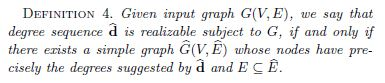 DEFINITION 4. Given input graph G(V, E), we say that
degree sequence d̂ is realizable subject to G, if and only if
there exists a simple graph Ĝ(V, Ê) whose nodes have pre-
cisely the degrees suggested by d̂ and E ⊆ Ê.